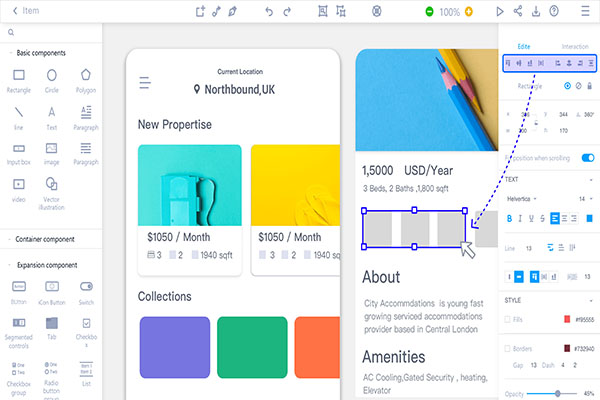 Item
100%
Basic components
Rectangle
Circle
Polygon
line
Text
Paragraph
Input box
image
Paragraph
video
Vector
illustration
Container component
Expansion component
Button
Icon Button
Switch
Segmented
controls
Tab
Checkbo
x
Checkbox
group
Radio
button
group
List
Current Location
Northbound,UK
New Propertise
$1050 / Month
3 2 1940 sqft
$1050 / Month
3 2 1940 sqft
Collections
1,5000 USD/Year
3 Beds, 2 Baths ,1,800 sqft
About
City Accommdations is young fast
growing serviced accommodations
provider based in Central London
Amenities
AC Cooling,Gated Security , heating,
Elevator
Edite
Interaction
Rectangle
X
344
360°
W
H 170
position when scrolling
TEXT
Helvertica
14
B I U S
Line 13
13
STYLE
Fills
#f55555
Borders
#732940
Gap 13 Dash 4 2
Opacity
45%